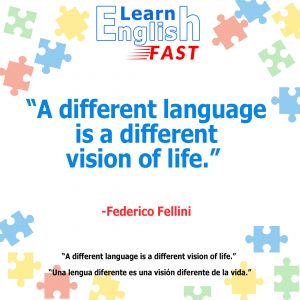 Learn
English
FAST
“A different language
is a different
vision of life.”
-Federico Fellini
“A different language is a different vision of life.”
“Una lengua diferente es una visión diferente de la vida.”